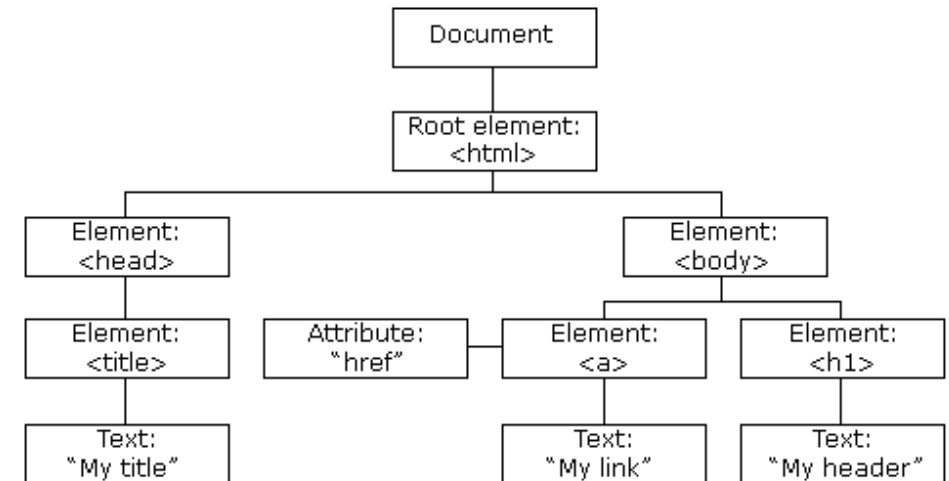 Document
Root element:
<html>
Element:
<head>
Element:
<body>
Element:
<title>
Attribute:
“href”
Element:
<a>
Element:
<h1>
Text:
“My title”
Text:
“My link”
Text:
“My header”